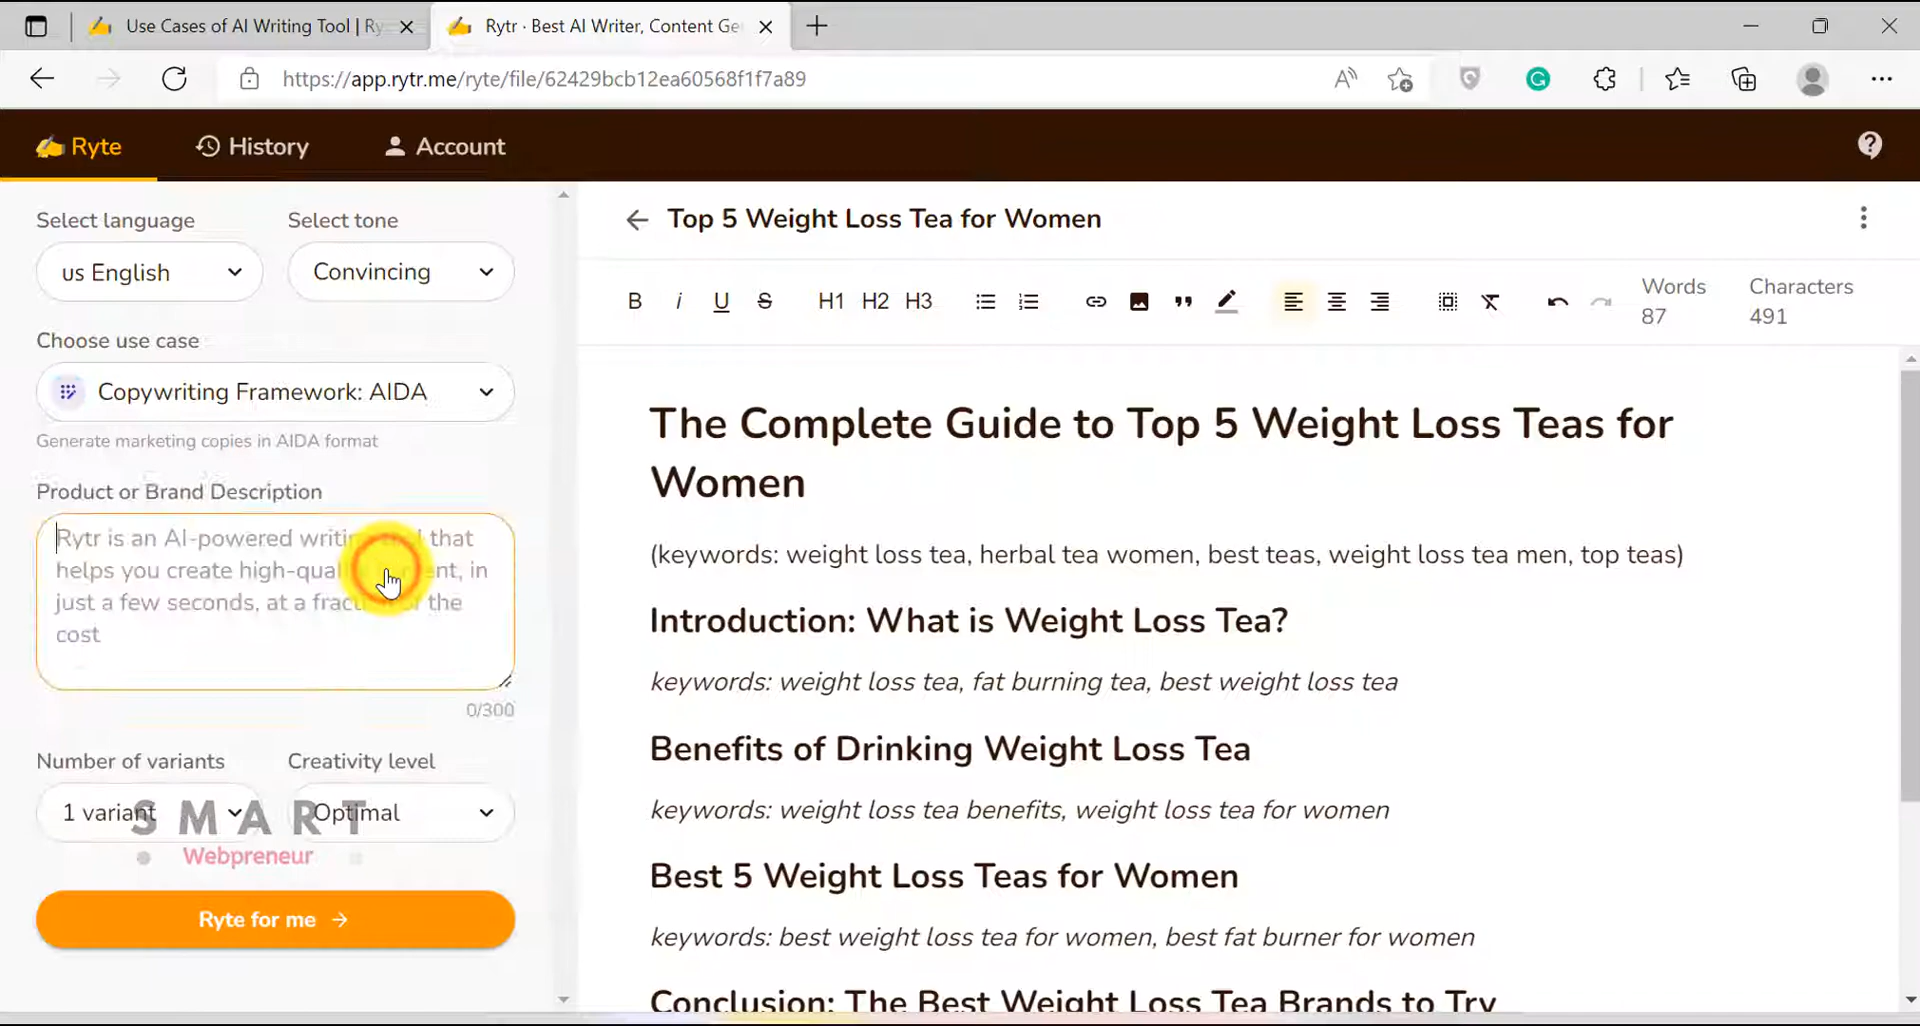 Use Cases of AI Writing Tool | Ry
Rytr · Best AI Writer, Content Ge
https://app.rytr.me/ryte/file/62429bcb12ea60568f1f7a89
Ryte
History
Account
Select language
Select tone
us English
Convincing
Choose use case
Copywriting Framework: AIDA
Generate marketing copies in AIDA format
Product or Brand Description
Rytr is an AI-powered writing tool that
helps you create high-quality content, in
just a few seconds, at a fraction of the
cost
0/300
Number of variants
Creativity level
1 variant
Optimal
SMART
Webpreneur
Ryte for me
Top 5 Weight Loss Tea for Women
B i U S H1 H2 H3
Words
87
Characters
491
The Complete Guide to Top 5 Weight Loss Teas for
Women
(keywords: weight loss tea, herbal tea women, best teas, weight loss tea men, top teas)
Introduction: What is Weight Loss Tea?
keywords: weight loss tea, fat burning tea, best weight loss tea
Benefits of Drinking Weight Loss Tea
keywords: weight loss tea benefits, weight loss tea for women
Best 5 Weight Loss Teas for Women
keywords: best weight loss tea for women, best fat burner for women
Conclusion: The Best Weight Loss Tea Brands to Try